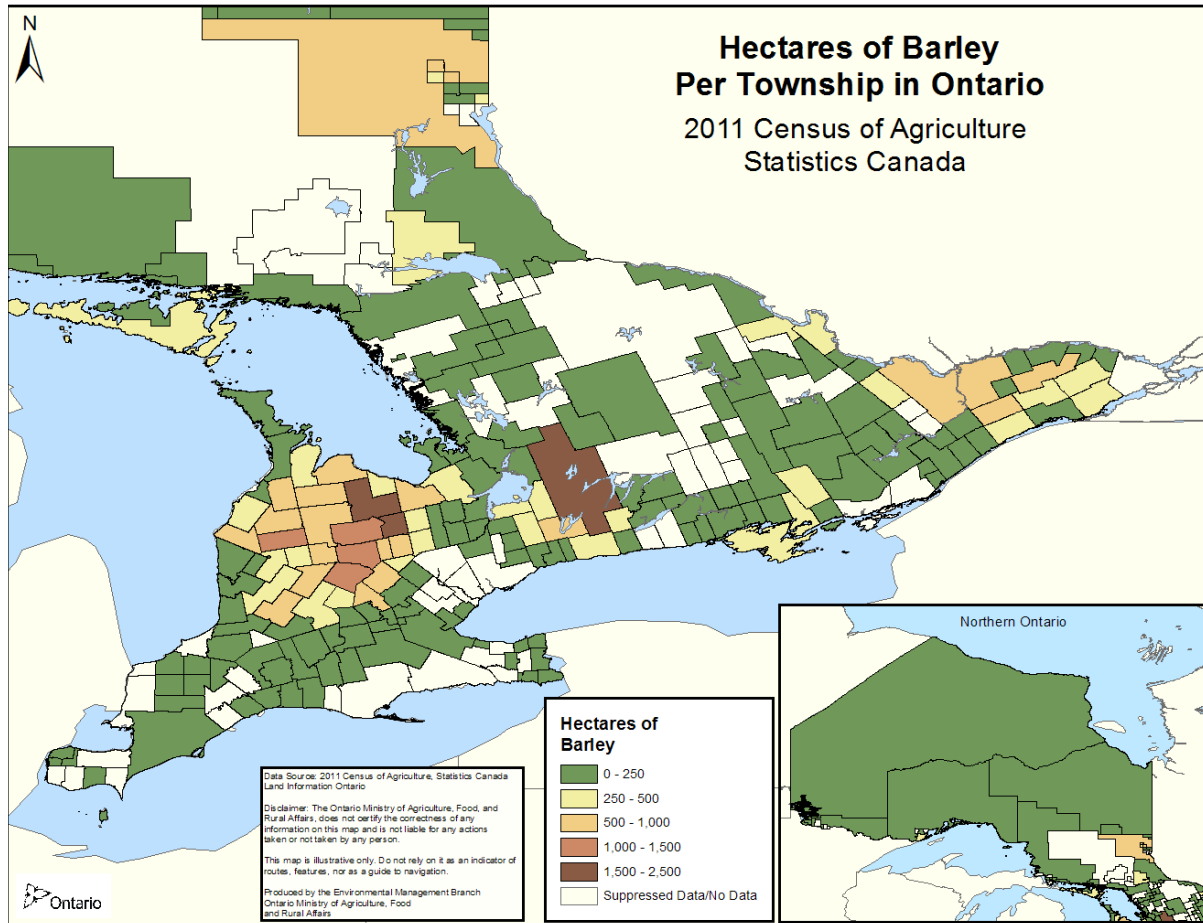 N
Hectares of Barley
Per Township in Ontario
2011 Census of Agriculture
Statistics Canada
Northern Ontario
Hectares of
Barley
0 - 250
250 - 500
500 - 1,000
1,000 - 1,500
1,500 - 2,500
Suppressed Data/No Data
Data Source: 2011 Census of Agriculture, Statistics Canada
Land Information Ontario
Disclaimer: The Ontario Ministry of Agriculture, Food, and
Rural Affairs, does not certify the correctness of any
information on this map and is not liable for any actions
taken or not taken by any person.
This map is illustrative only. Do not rely on it as an indicator of
routes, features, nor as a guide to navigation.
Produced by the Environmental Management Branch
Ontario Ministry of Agriculture, Food
and Rural Affairs
Ontario